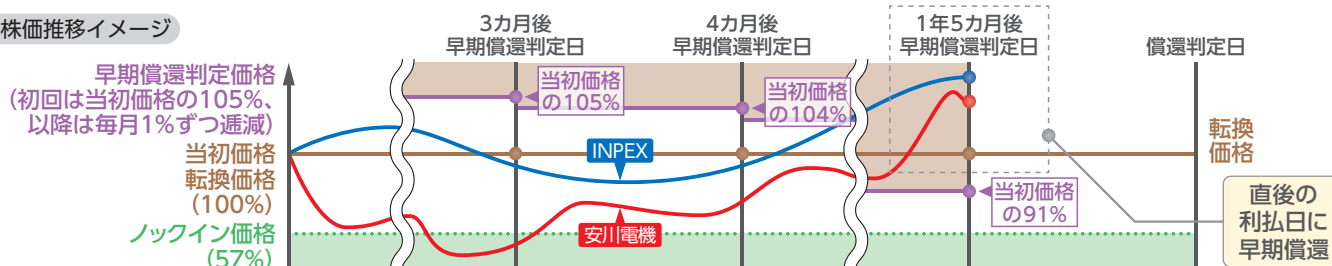 株価推移イメージ
3カ月後
早期償還判定日
4カ月後
早期償還判定日
1年5カ月後
早期償還判定日
償還判定日
早期償還判定価格
(初回は当初価格の105%、
以降は毎月1%ずつ逓減)
当初価格
の105%
当初価格
の104%
当初価格
転換価格
(100%)
INPEX
転換
価格
当初価格
の91%
直後の
利払日に
早期償還
ノックイン価格
(57%)
安川電機